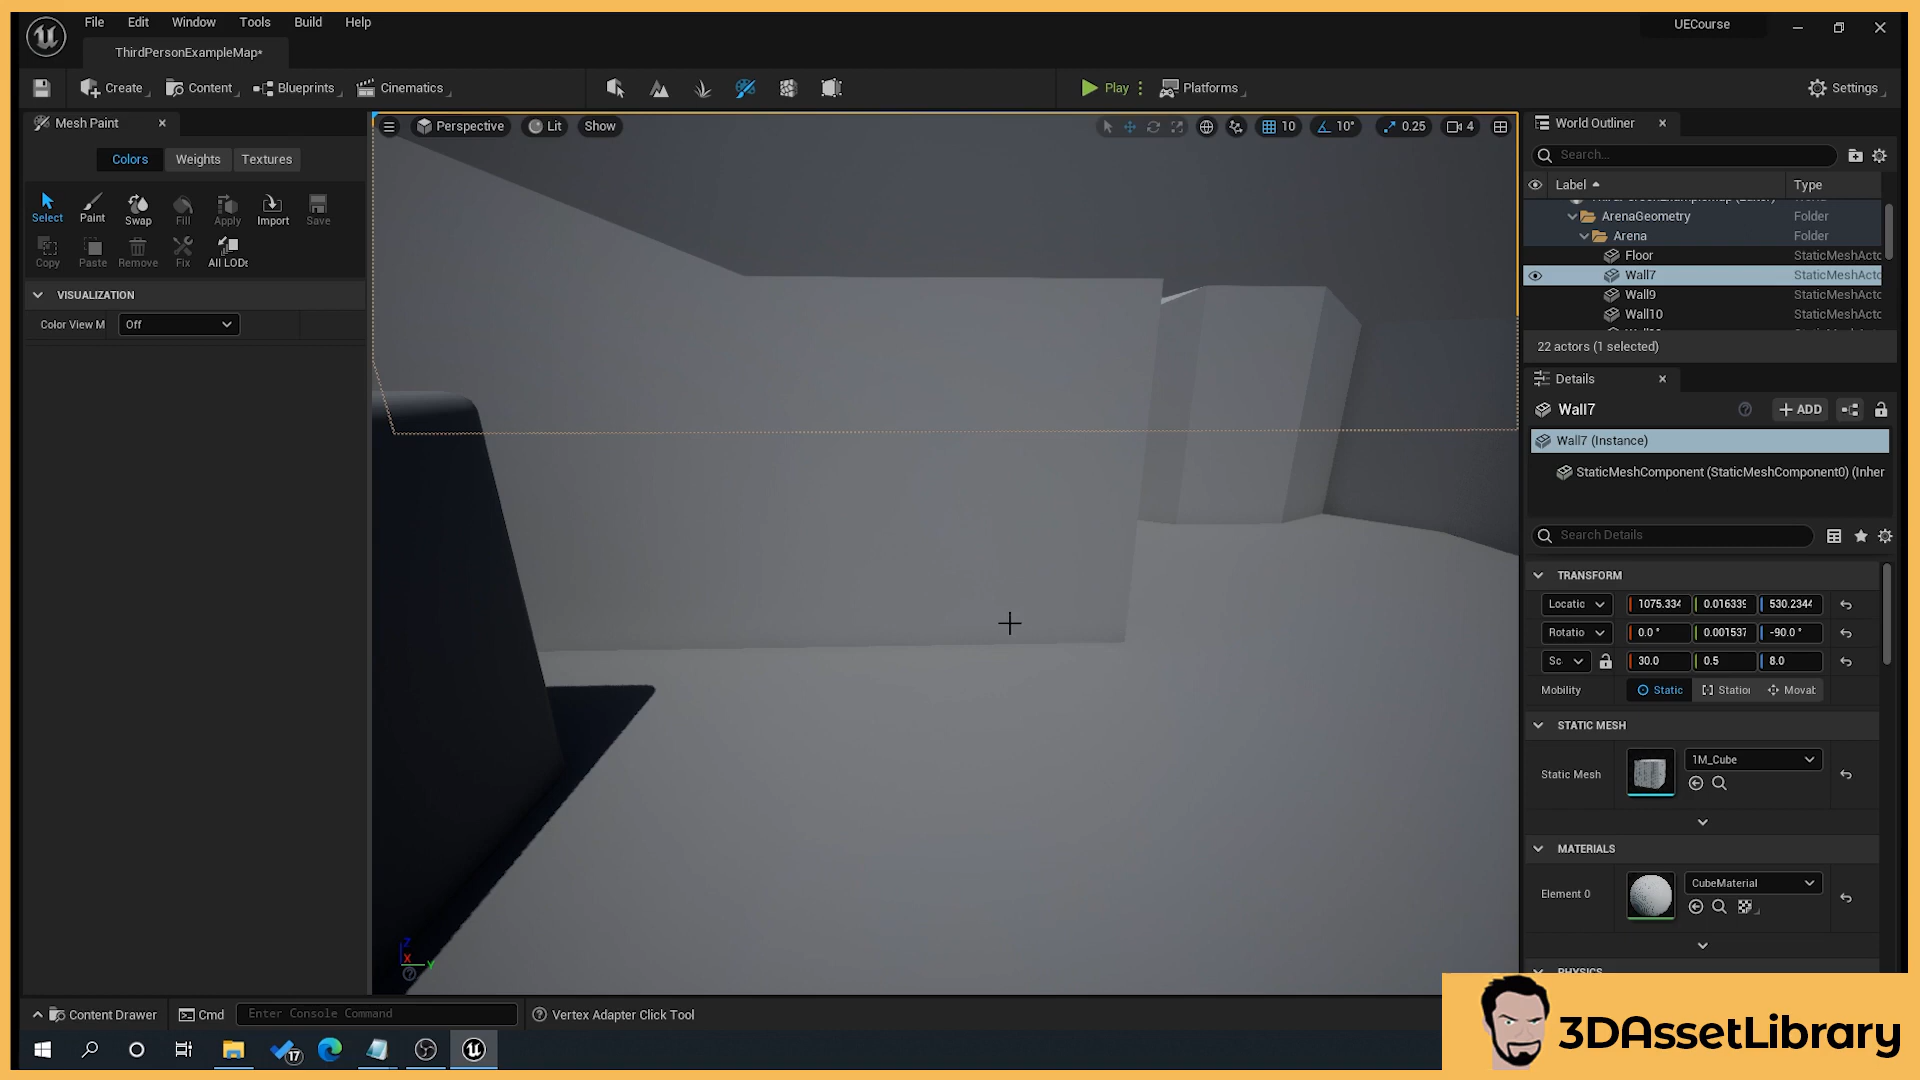 File Edit Window Tools Build Help
UECourse
ThirdPersonExampleMap*
Create Content Blueprints Cinematics Play Platforms Settings
Mesh Paint
Perspective Lit Show 10 10° 0.25 4
World Outliner
Search...
Colors Weights Textures
Label Type
Select Paint Swap Fill Apply Import Save
ArenaGeometry Folder
Arena Folder
Copy Paste Remove Fix All LODs
Floor StaticMeshActo
Wall7 StaticMeshActo
VISUALIZATION
Wall9 StaticMeshActo
Wall10 StaticMeshActo
Color View M Off
22 actors (1 selected)
Details
Wall7 ADD
Wall7 (Instance)
StaticMeshComponent (StaticMeshComponent0) (Inher
Search Details
TRANSFORM
Locatic 1075.334 0.016339 530.2344
Rotatio 0.0 ° 0.001537 -90.0 °
Sc 30.0 0.5 8.0
Mobility Static Station Movab
STATIC MESH
Static Mesh 1M_Cube
MATERIALS
Element 0 CubeMaterial
Z
X Y
Content Drawer Cmd Enter Console Command Vertex Adapter Click Tool
17
3DAssetLibrary